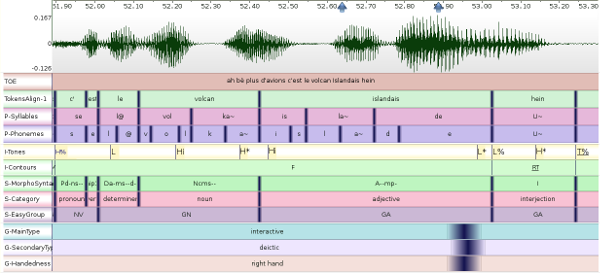 51.90 52.00 52.10 52.20 52.30 52.40 52.50 52.60 52.70 52.80 52.90 53.00 53.10 53.20 53.30
0.167
0
-0.126
TOE ah bè plus d'avions c'est le volcan islandais hein
TokensAlign-1 c' est le volcan islandais hein
P-Syllables se l@ vol ka~ is la~ de U~
P-Phonemes s e l @ v o l k a~ i s l a~ d e U~
I-Tones H% L Hi H* Hi L* L% H* T%
I-Contours F RT
S-MorphoSyntax Pd-ns-- Da-ms--d- Ncms-- A--mp- I
S-Category pronoun determiner noun adjective interjection
S-EasyGroup NV GN GA GA
G-MainType interactive
G-SecondaryTyp deictic
G-Handedness right hand